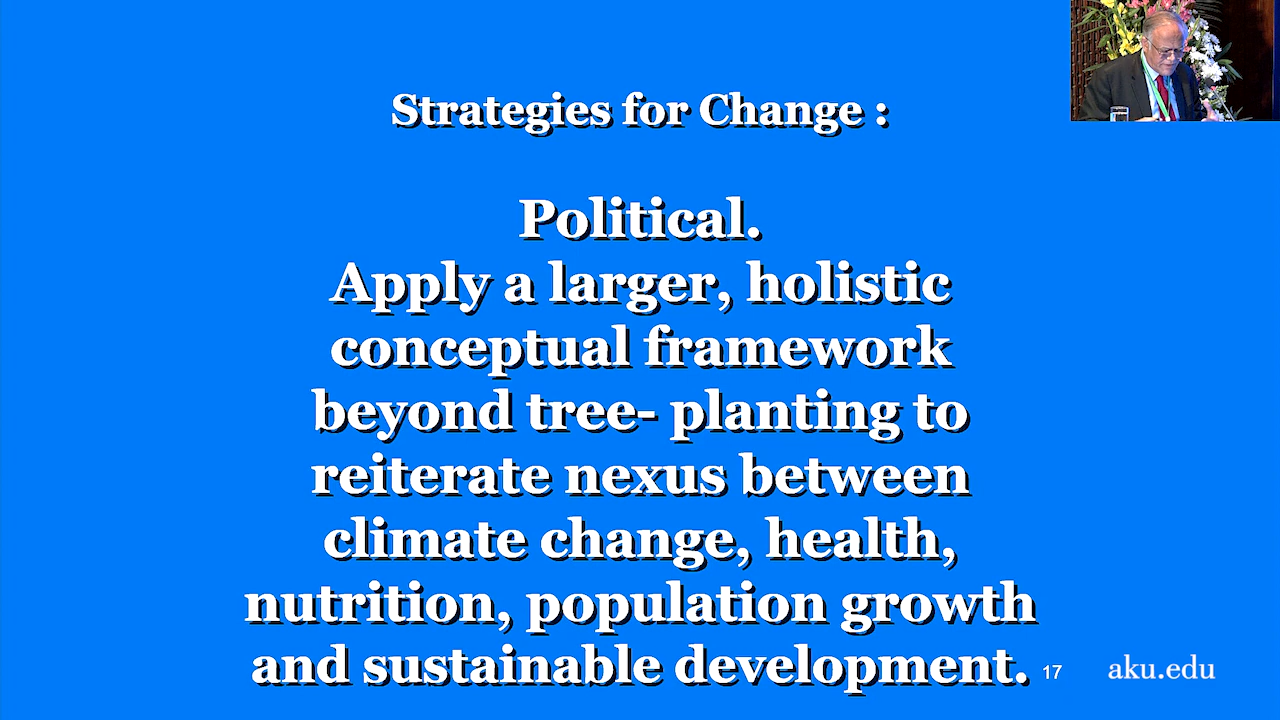 Strategies for Change :
Political.
Apply a larger, holistic
conceptual framework
beyond tree- planting to
reiterate nexus between
climate change, health,
nutrition, population growth
and sustainable development.
17
aku.edu